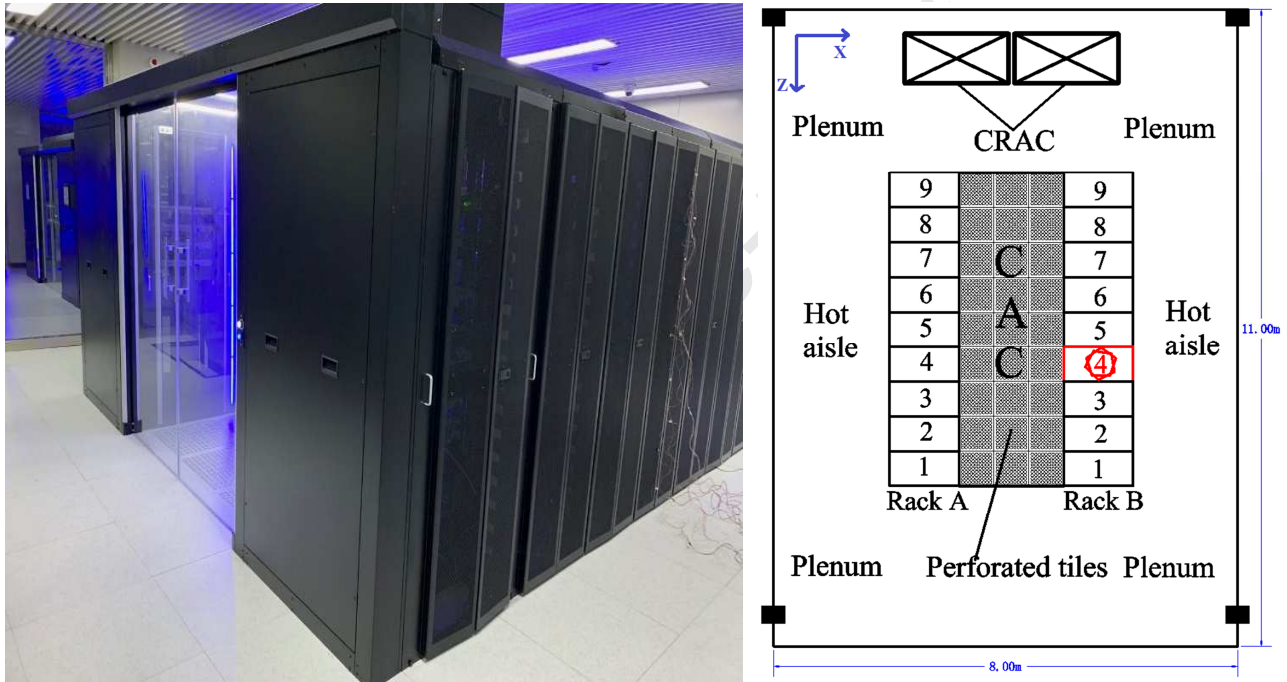 X
Z
Plenum
Plenum
CRAC
9
9
8
8
7
C
7
6
6
Hot
aisle
A
Hot
aisle
5
5
11.00m
4
C
4
3
3
2
2
1
1
Rack A
Rack B
Plenum
Perforated tiles
Plenum
8.00m